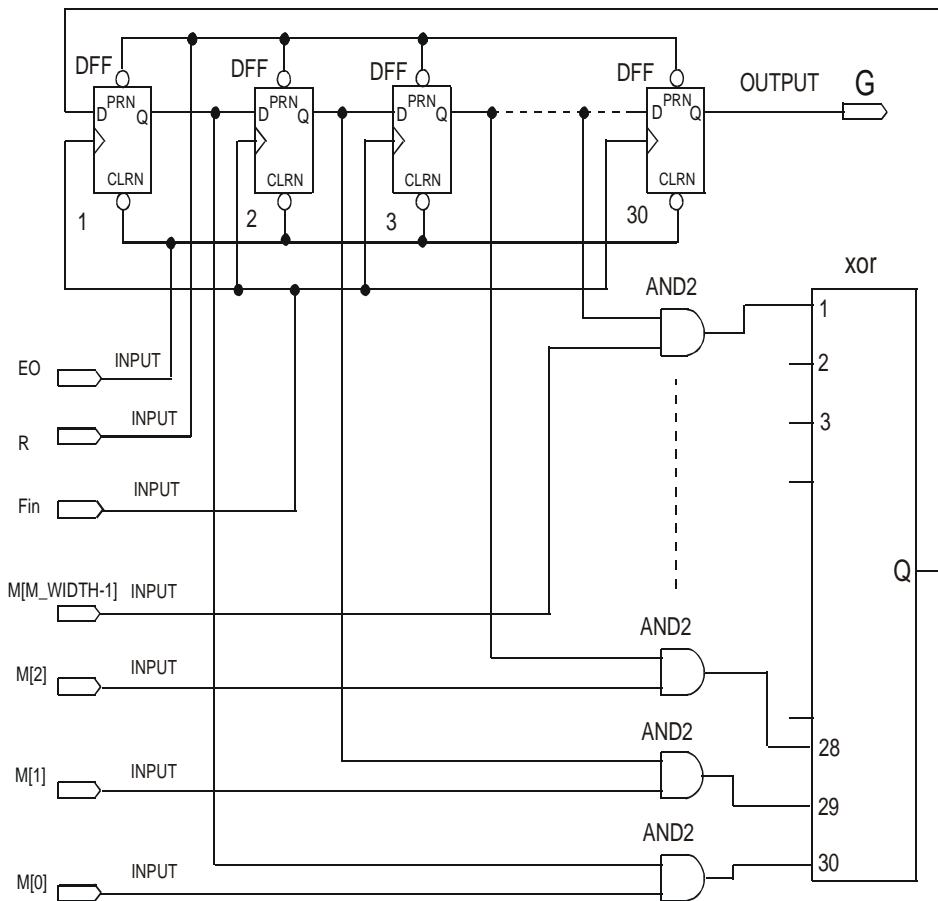 DFF
DFF
DFF
DFF
OUTPUT
G
PRN
D
Q
CLRN
1
PRN
D
Q
CLRN
2
PRN
D
Q
CLRN
3
PRN
D
Q
CLRN
30
xor
AND2
1
2
3
EO
INPUT
R
INPUT
Fin
INPUT
M[M_WIDTH-1]
INPUT
Q
AND2
M[2]
INPUT
28
AND2
M[1]
INPUT
29
AND2
M[0]
INPUT
30